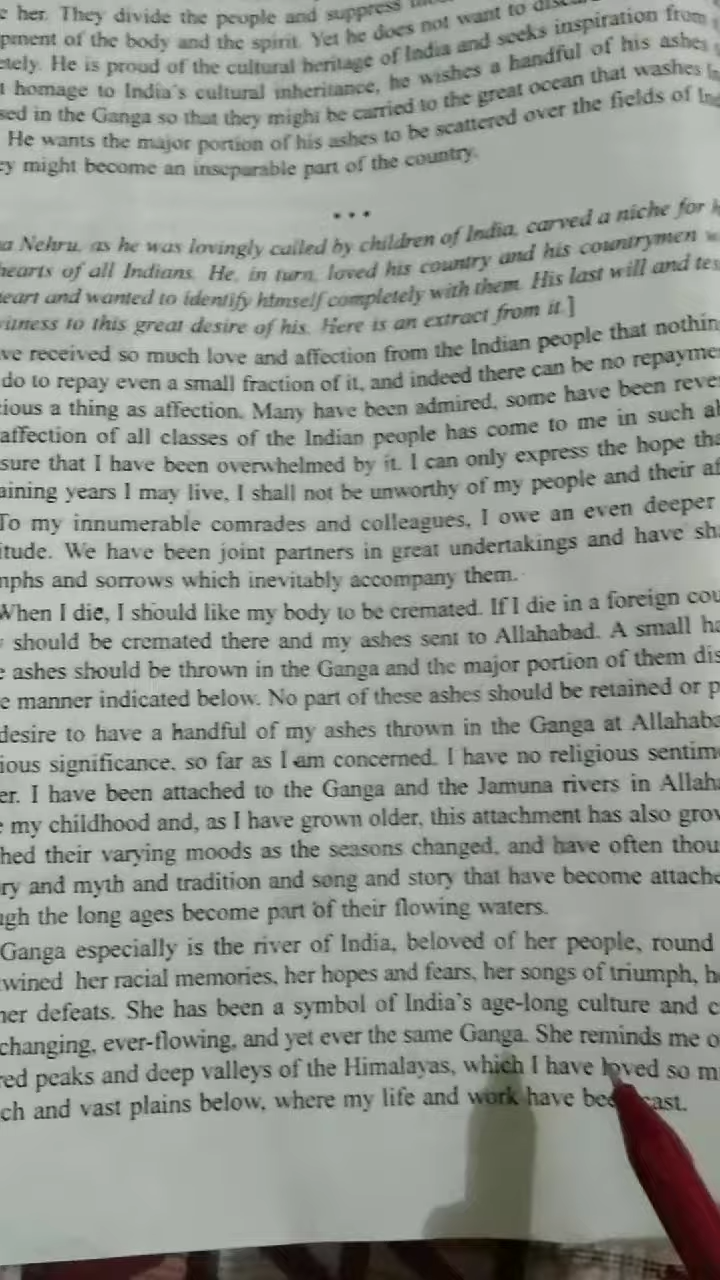 e her. They divide the people and suppress
pment of the body and the spirit. Yet he does not want to
etely. He is proud of the cultural heritage of India and seeks inspiration from
t homage to India's cultural inheritance, he wishes a handful of his ashes
sed in the Ganga so that they might be carried to the great ocean that washes
He wants the major portion of his ashes to be scattered over the fields of
ey might become an inseparable part of the country.
• • •
a Nehru, as he was lovingly called by children of India, carved a niche for
hearts of all Indians. He, in turn, loved his country and his countrymen
eart and wanted to identify himself completely with them. His last will and tes
witness to this great desire of his. Here is an extract from it.]
ve received so much love and affection from the Indian people that nothin
do to repay even a small fraction of it, and indeed there can be no repayme
ious a thing as affection. Many have been admired, some have been reve
affection of all classes of the Indian people has come to me in such
sure that I have been overwhelmed by it. I can only express the hope tha
aining years I may live, I shall not be unworthy of my people and their af
To my innumerable comrades and colleagues, I owe an even deeper
itude. We have been joint partners in great undertakings and have sha
mphs and sorrows which inevitably accompany them.
When I die, I should like my body to be cremated. If I die in a foreign cou
should be cremated there and my ashes sent to Allahabad. A small ha
e ashes should be thrown in the Ganga and the major portion of them dis
e manner indicated below. No part of these ashes should be retained or p
desire to have a handful of my ashes thrown in the Ganga at Allahaba
ious significance, so far as I am concerned. I have no religious sentime
er. I have been attached to the Ganga and the Jamuna rivers in Allaha
e my childhood and, as I have grown older, this attachment has also grov
hed their varying moods as the seasons changed, and have often thou
ry and myth and tradition and song and story that have become attache
ugh the long ages become part of their flowing waters.
Ganga especially is the river of India, beloved of her people, round
wined her racial memories, her hopes and fears, her songs of triumph, h
her defeats. She has been a symbol of India's age-long culture and c
changing, ever-flowing, and yet ever the same Ganga. She reminds me o
red peaks and deep valleys of the Himalayas, which I have loved so m
ch and vast plains below, where my life and work have been cast.